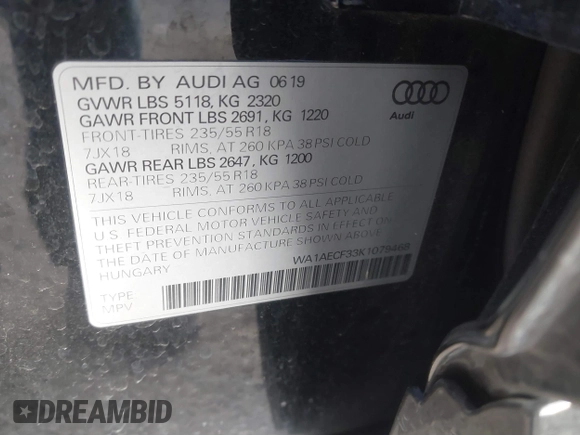 MFD. BY AUDI AG 06 19
GVWR LBS 5118, KG 2320
GAWR FRONT LBS 2691, KG 1220
FRONT-TIRES 235/55 R18
7JX18 RIMS, AT 260 KPA 38 PSI COLD
GAWR REAR LBS 2647, KG 1200
REAR-TIRES 235/55 R18
7JX18 RIMS, AT 260 KPA 38 PSI COLD
THIS VEHICLE CONFORMS TO ALL APPLICABLE
U.S. FEDERAL MOTOR VEHICLE SAFETY AND
THEFT PREVENTION STANDARDS IN EFFECT ON
THE DATE OF MANUFACTURE
HUNGARY
TYPE:
MPV
Audi
DREAMBID